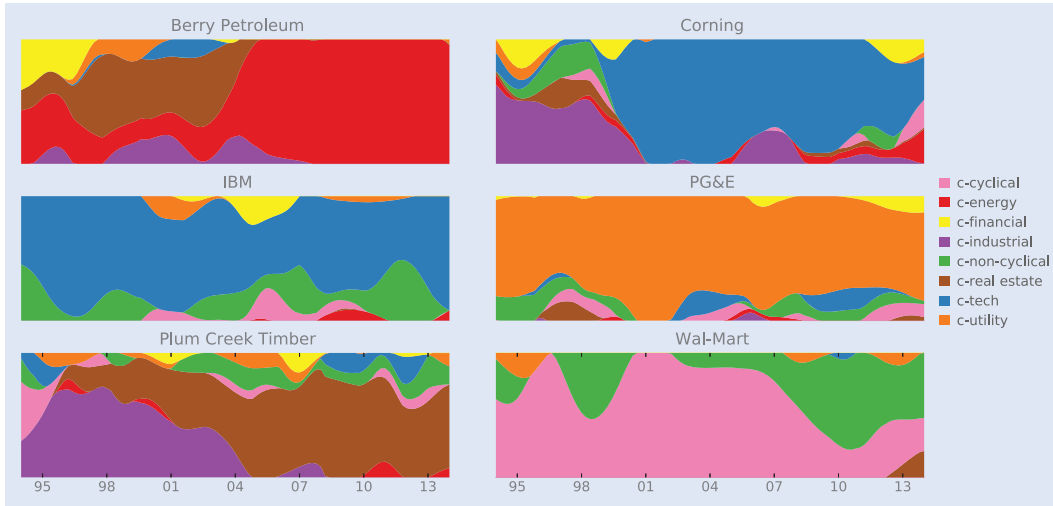 Berry Petroleum
Corning
IBM
PG&E
c-cyclical
c-energy
c-financial
c-industrial
c-non-cyclical
c-real estate
c-tech
c-utility
Plum Creek Timber
Wal-Mart
95 98 01 04 07 10 13
95 98 01 04 07 10 13